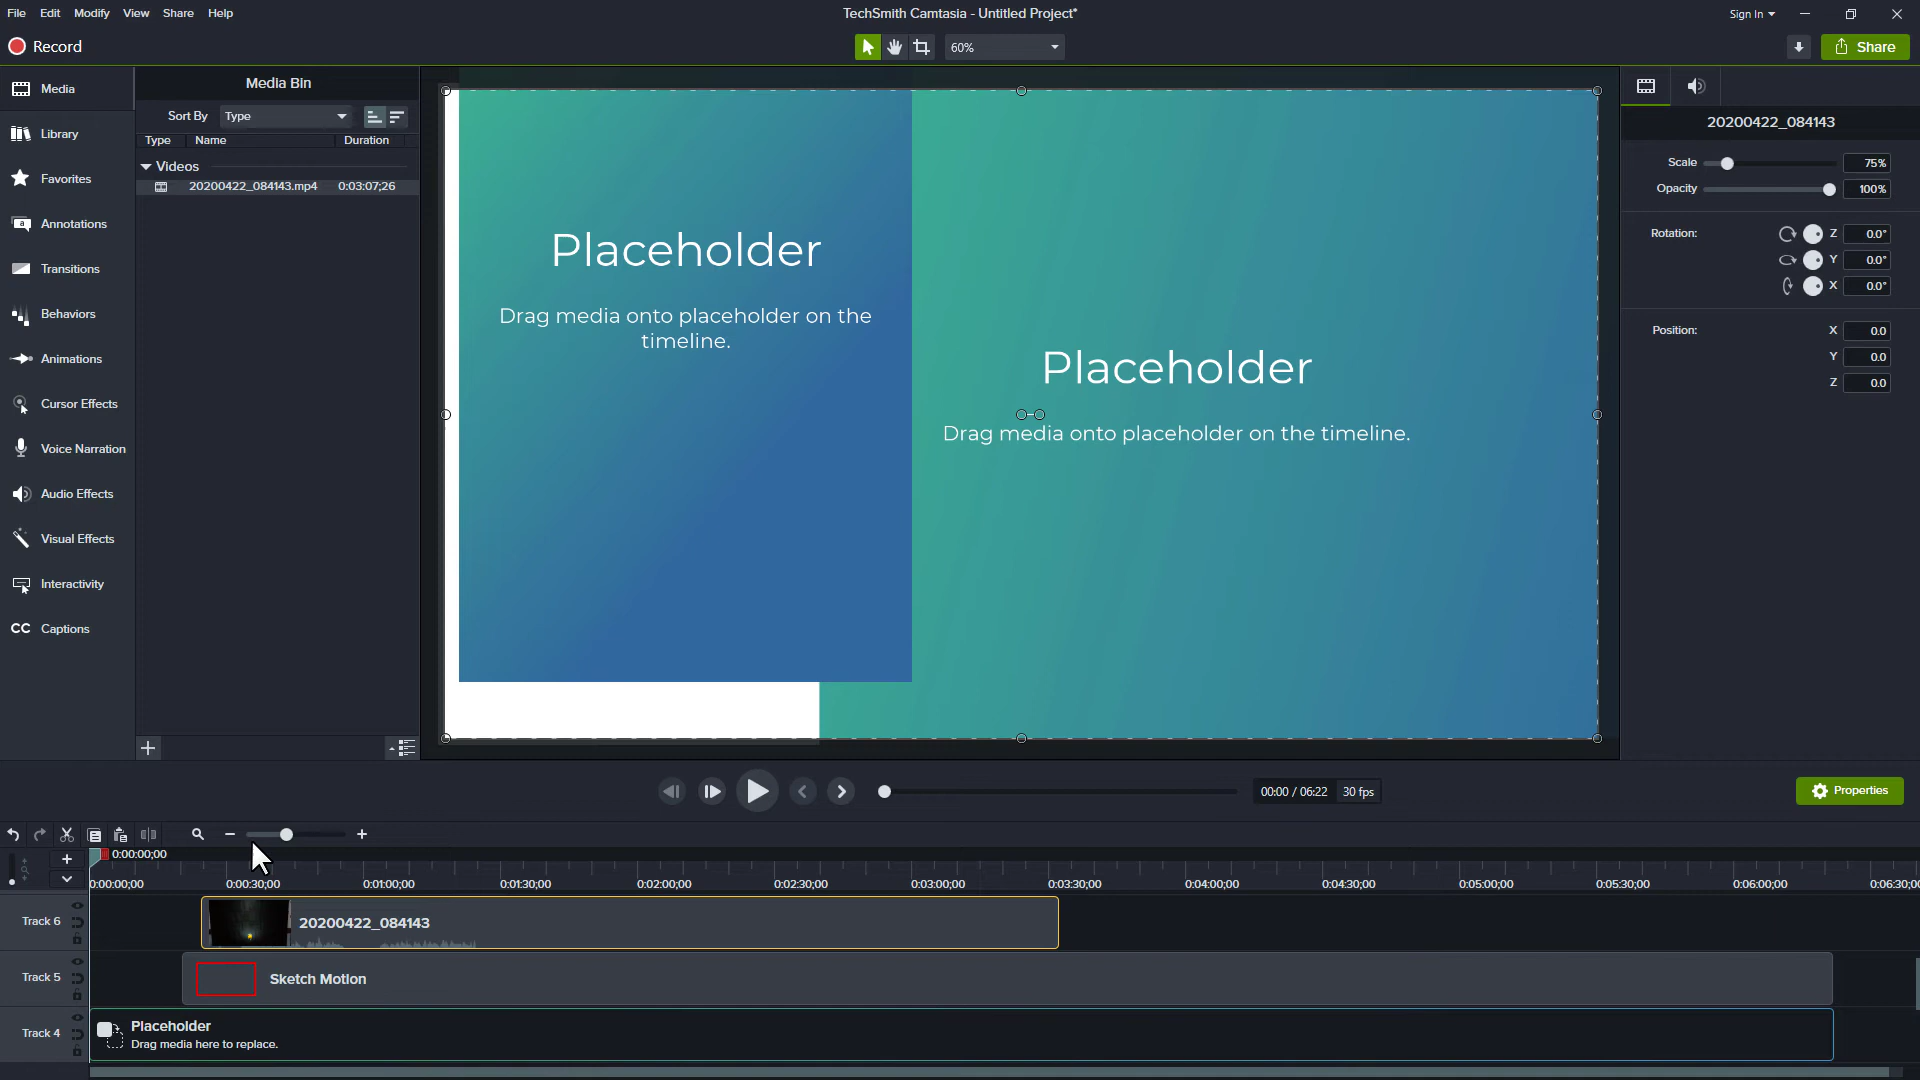 File Edit Modify View Share Help
TechSmith Camtasia - Untitled Project*
Sign In
Record
60%
Share
Media
Library
Favorites
Annotations
Transitions
Behaviors
Animations
Cursor Effects
Voice Narration
Audio Effects
Visual Effects
Interactivity
CC Captions
Media Bin
Sort By Type
Type Name Duration
Videos
20200422_084143.mp4 0:03:07;26
Placeholder
Drag media onto placeholder on the
timeline.
Placeholder
Drag media onto placeholder on the timeline.
20200422_084143
Scale 75%
Opacity 100%
Rotation: Z 0.0°
Y 0.0°
X 0.0°
Position: X 0.0
Y 0.0
Z 0.0
00:00 / 06:22 30 fps
Properties
0:00:00;00
0:00:00;00 0:00:30;00 0:01:00;00 0:01:30;00 0:02:00;00 0:02:30;00 0:03:00;00 0:03:30;00 0:04:00;00 0:04:30;00 0:05:00;00 0:05:30;00 0:06:00;00 0:06:30;00
Track 6 20200422_084143
Track 5 Sketch Motion
Track 4 Placeholder
Drag media here to replace.